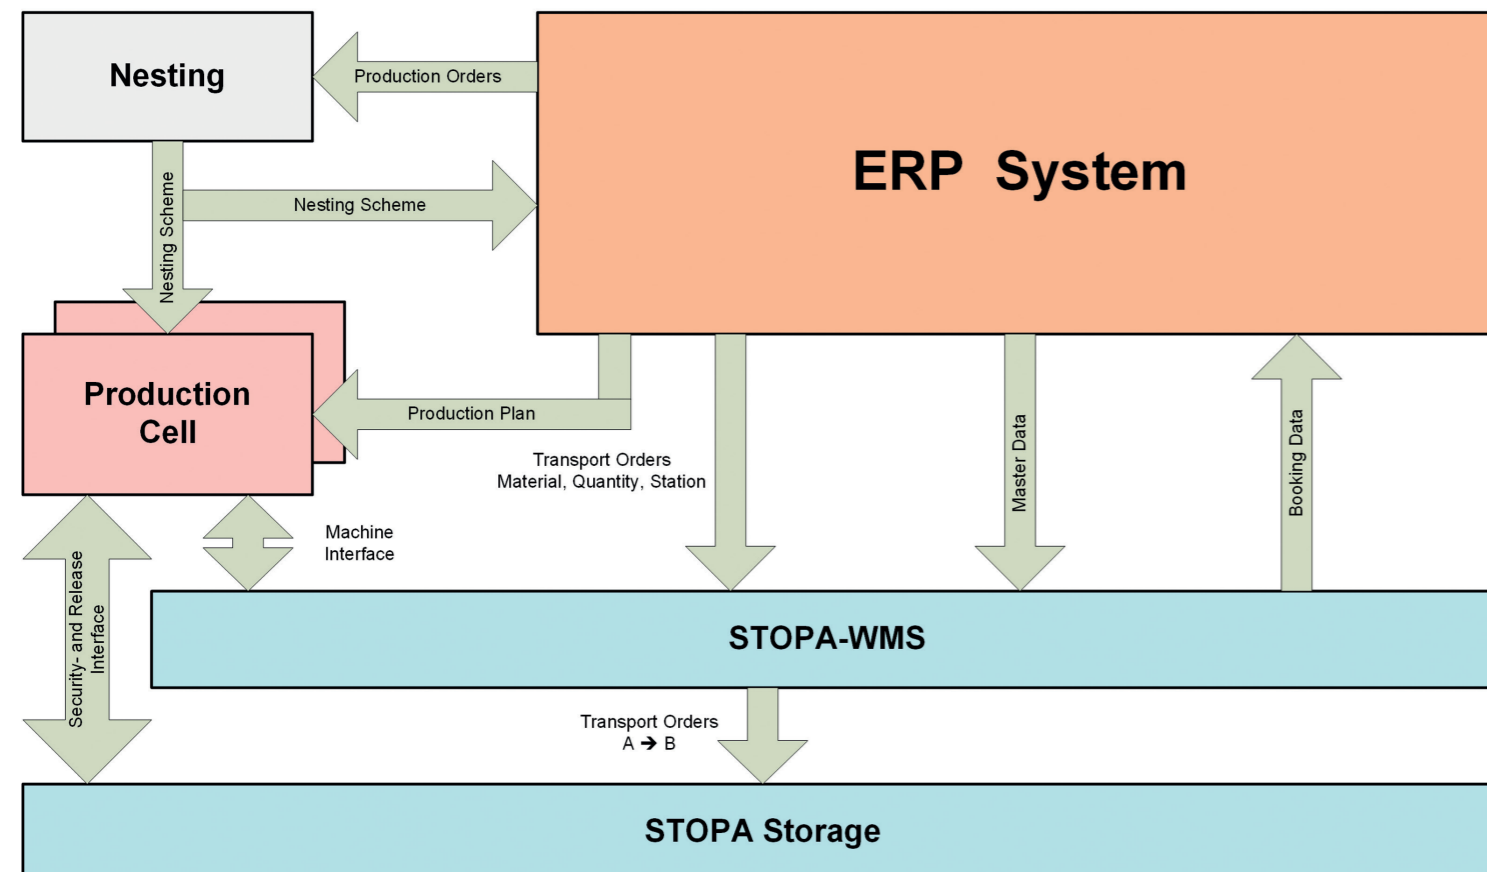 Nesting
Production Orders
ERP System
Nesting Scheme
Nesting Scheme
Production
Cell
Production Plan
Transport Orders
Material, Quantity, Station
Master Data
Booking Data
Machine
Interface
Security- and Release
Interface
STOPA-WMS
Transport Orders
A ➔ B
STOPA Storage